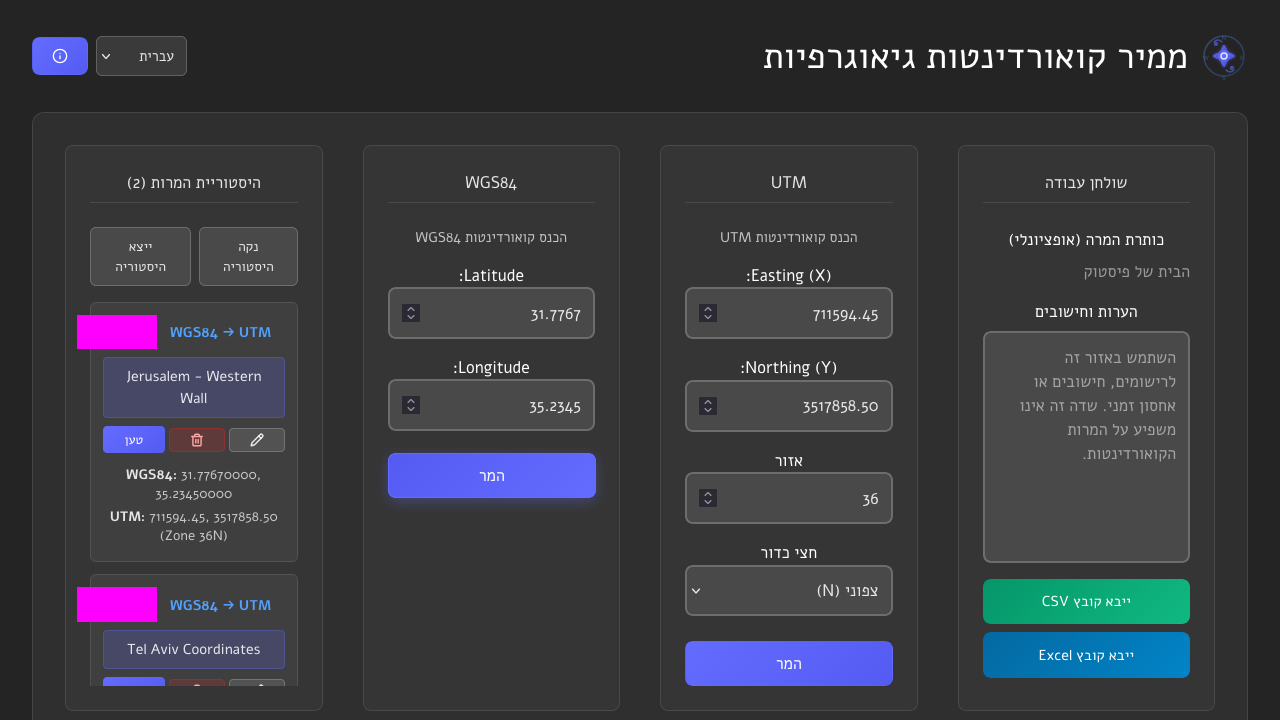 ממיר קואורדינטות גיאוגרפיות
עברית
שולחן עבודה
כותרת המרה (אופציונלי)
הבית של פיסטוק
הערות וחישובים
השתמש באזור זה
לרישומים, חישובים או
אחסון זמני. שדה זה אינו
משפיע על המרות
הקואורדינטות.
ייבא קובץ CSV
ייבא קובץ Excel
UTM
הכנס קואורדינטות UTM
Easting (X):
711594.45
Northing (Y):
3517858.50
אזור
36
חצי כדור
צפוני (N)
המר
WGS84
הכנס קואורדינטות WGS84
Latitude:
31.7767
Longitude:
35.2345
המר
היסטוריית המרות (2)
נקה
היסטוריה
ייצא
היסטוריה
WGS84 → UTM
Jerusalem - Western
Wall
טען
WGS84: 31.77670000,
35.23450000
UTM: 711594.45, 3517858.50
(Zone 36N)
WGS84 → UTM
Tel Aviv Coordinates